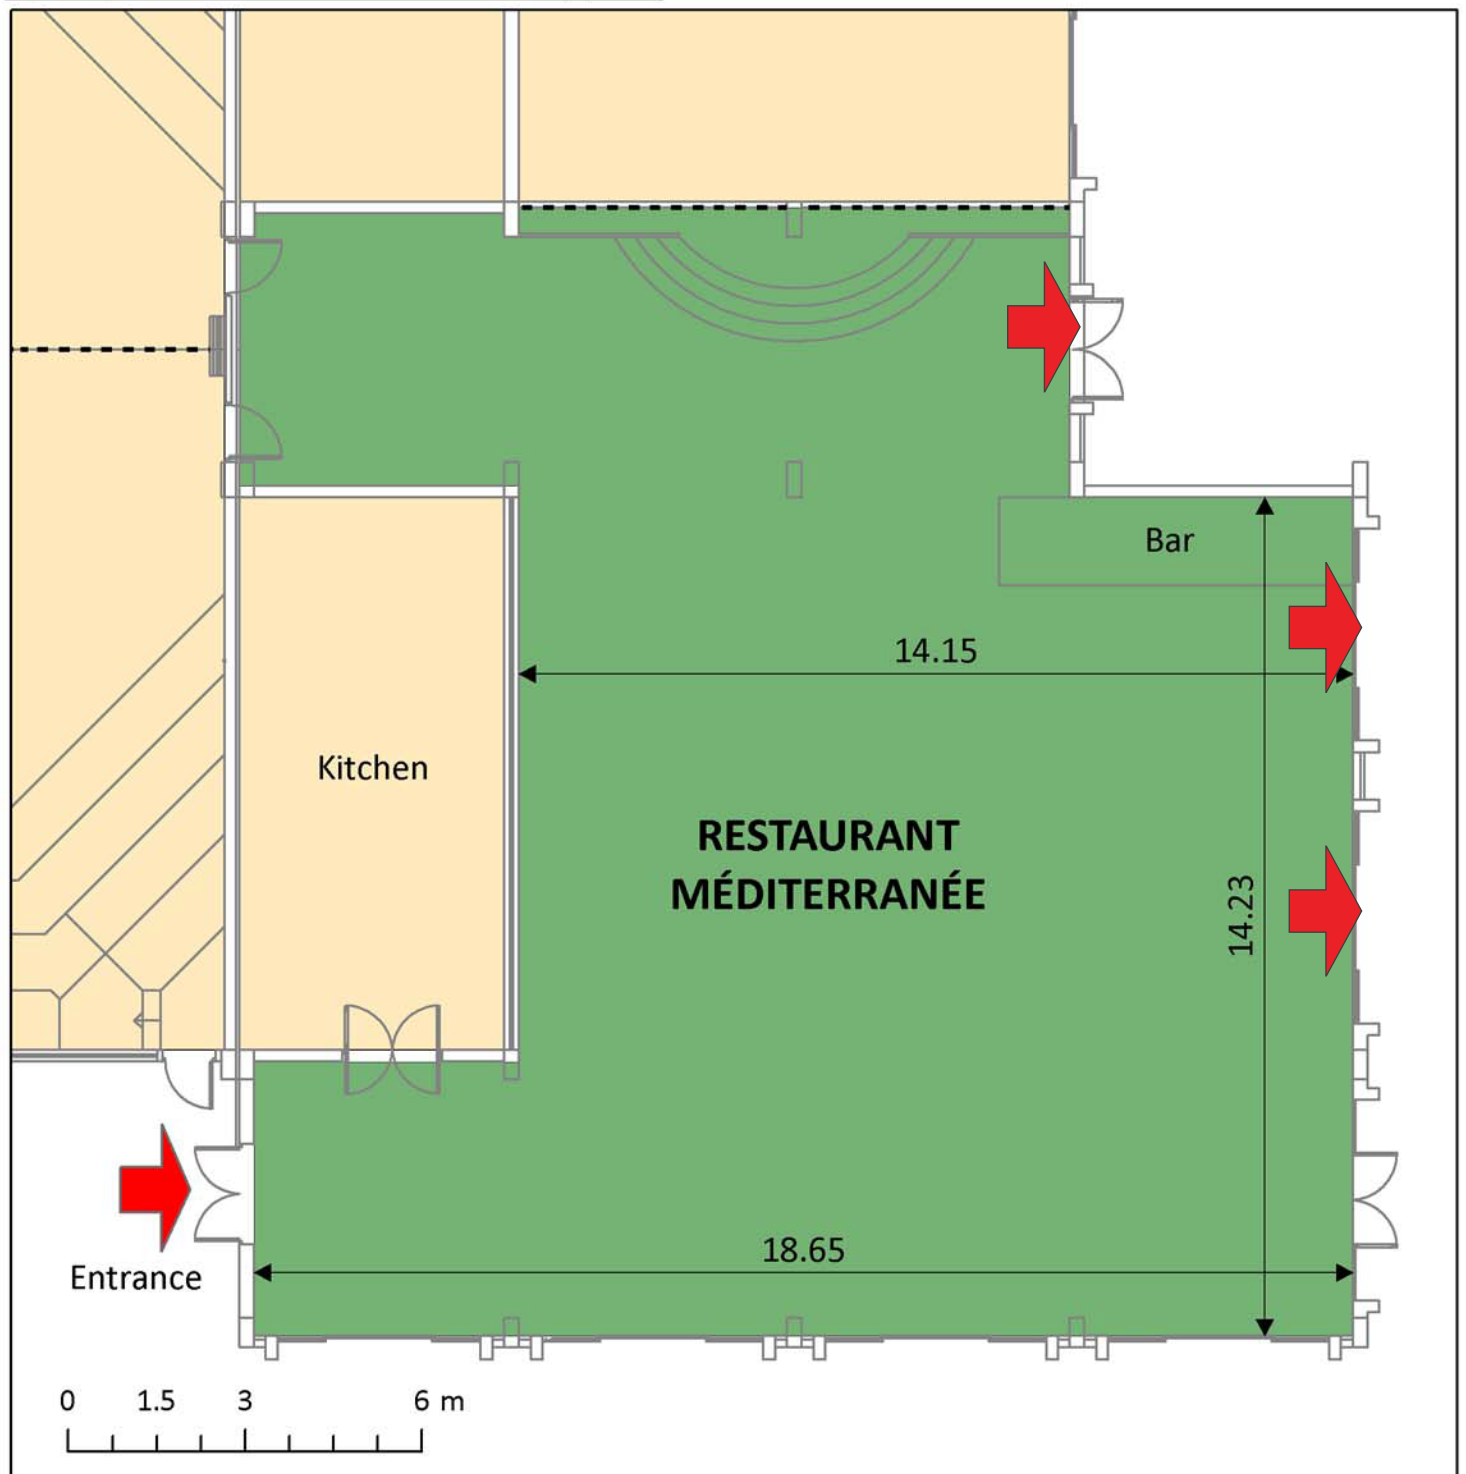 Bar
14.15
Kitchen
RESTAURANT
MÉDITERRANÉE
14.23
18.65
Entrance
0 1.5 3 6 m